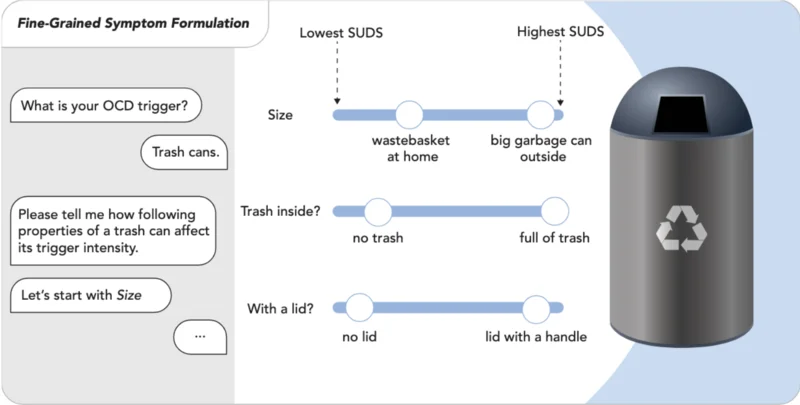 Fine-Grained Symptom Formulation
What is your OCD trigger?
Trash cans.
Please tell me how following
properties of a trash can affect
its trigger intensity.
Let's start with Size
...
Lowest SUDS
Highest SUDS
Size
wastebasket
at home
big garbage can
outside
Trash inside?
no trash
full of trash
With a lid?
no lid
lid with a handle